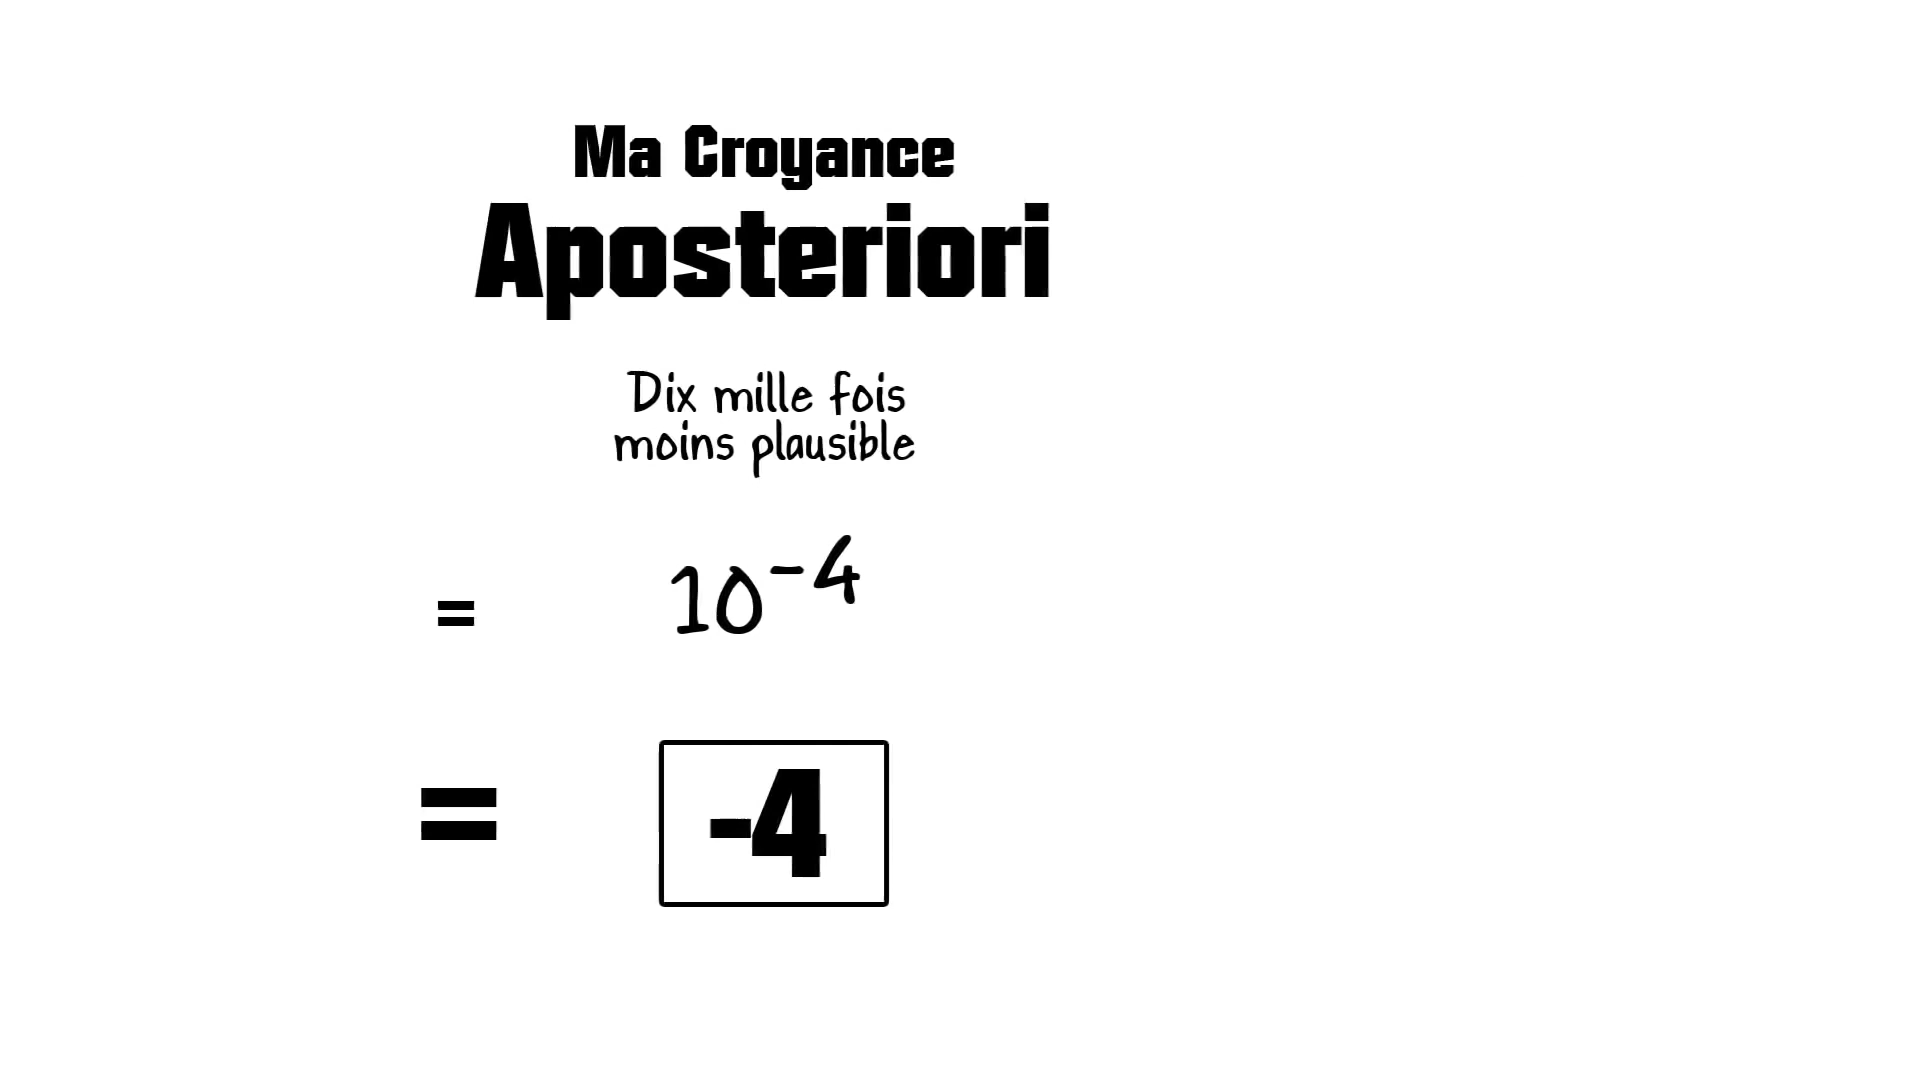 Ma Croyance
Aposteriori
Dix mille fois
moins plausible
= 10⁻⁴
= -4